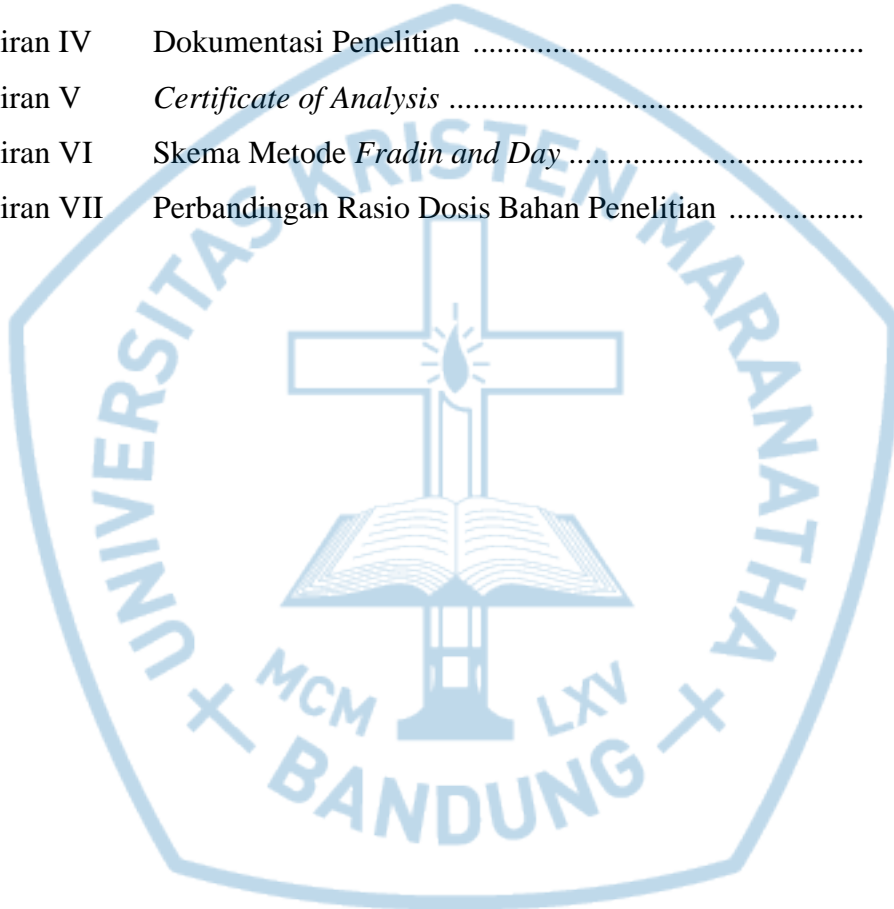 iran IV Dokumentasi Penelitian .................................................
iran V Certificate of Analysis ....................................................
iran VI Skema Metode Fradin and Day .....................................
iran VII Perbandingan Rasio Dosis Bahan Penelitian .................
UNIVERSITAS KRISTEN MARANATHA
MCM LXV
BANDUNG